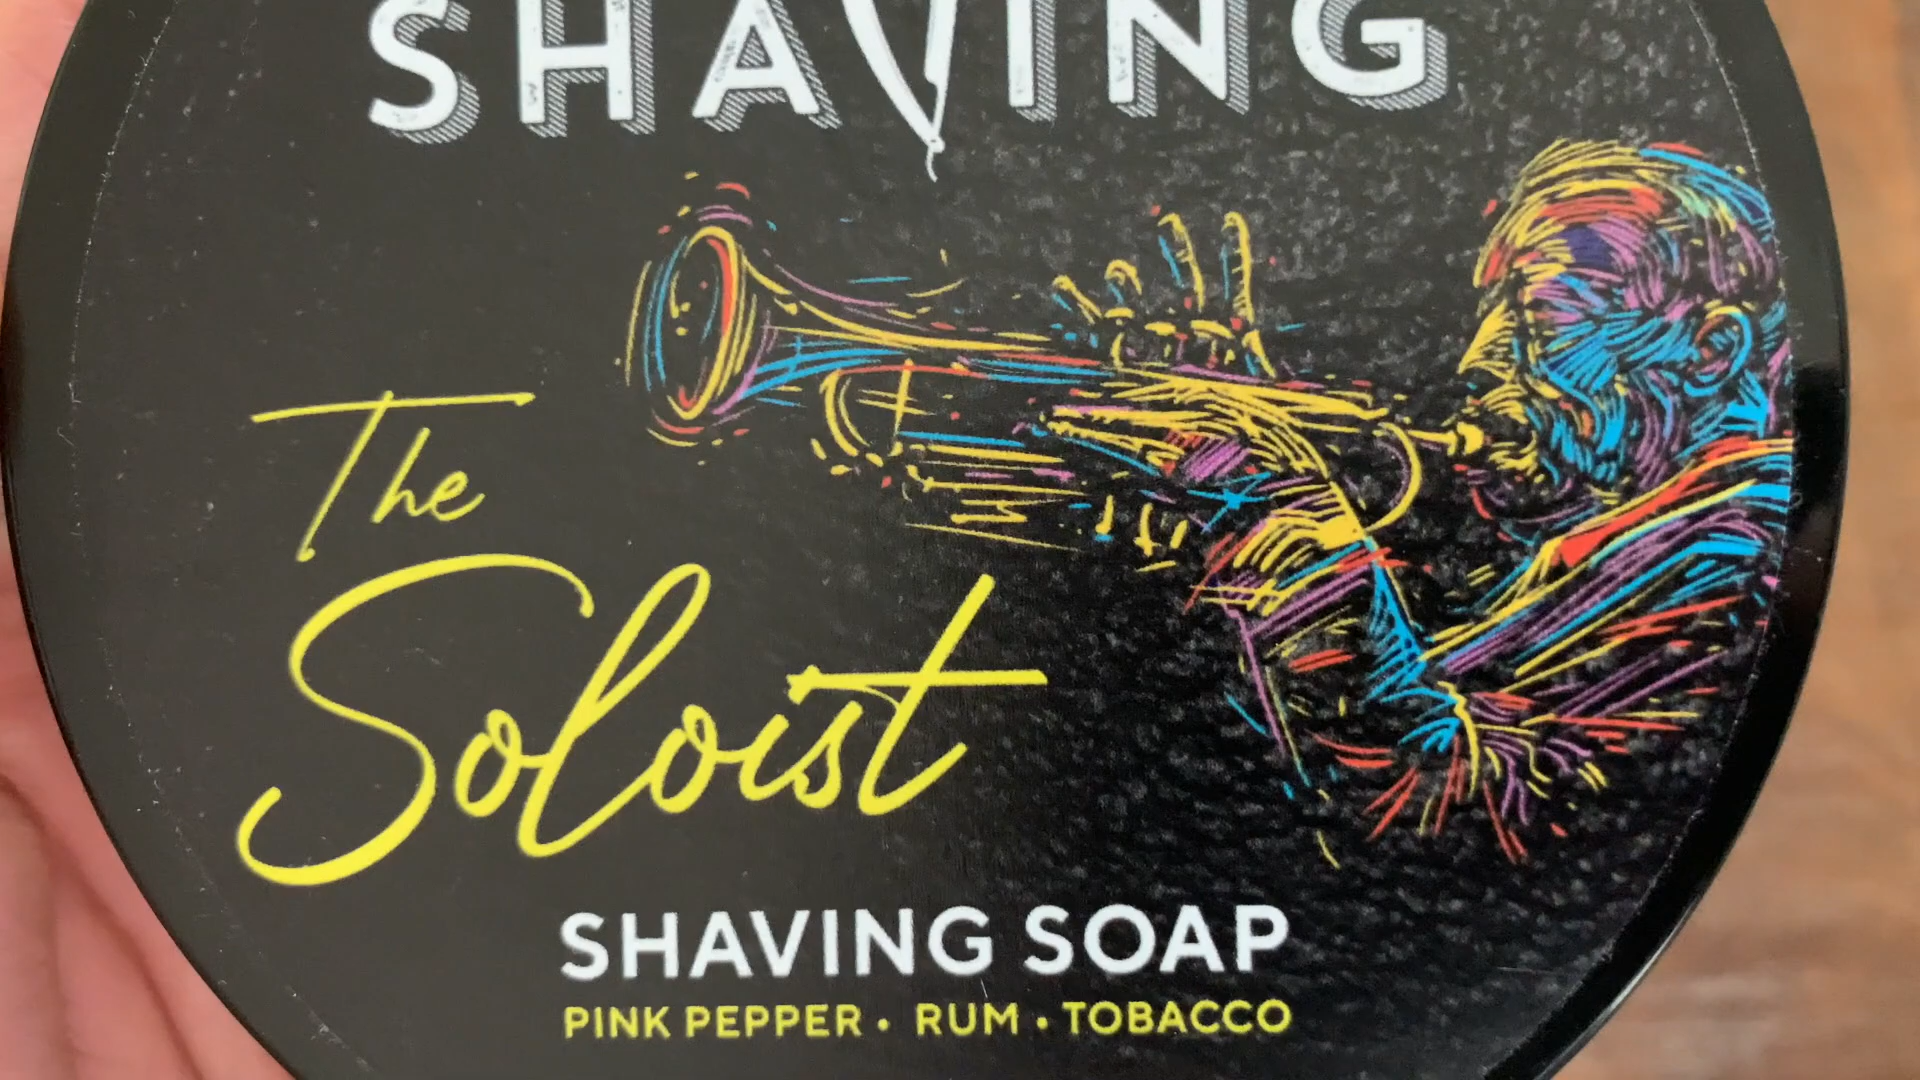 SHAVING
The
Soloist
SHAVING SOAP
PINK PEPPER • RUM • TOBACCO